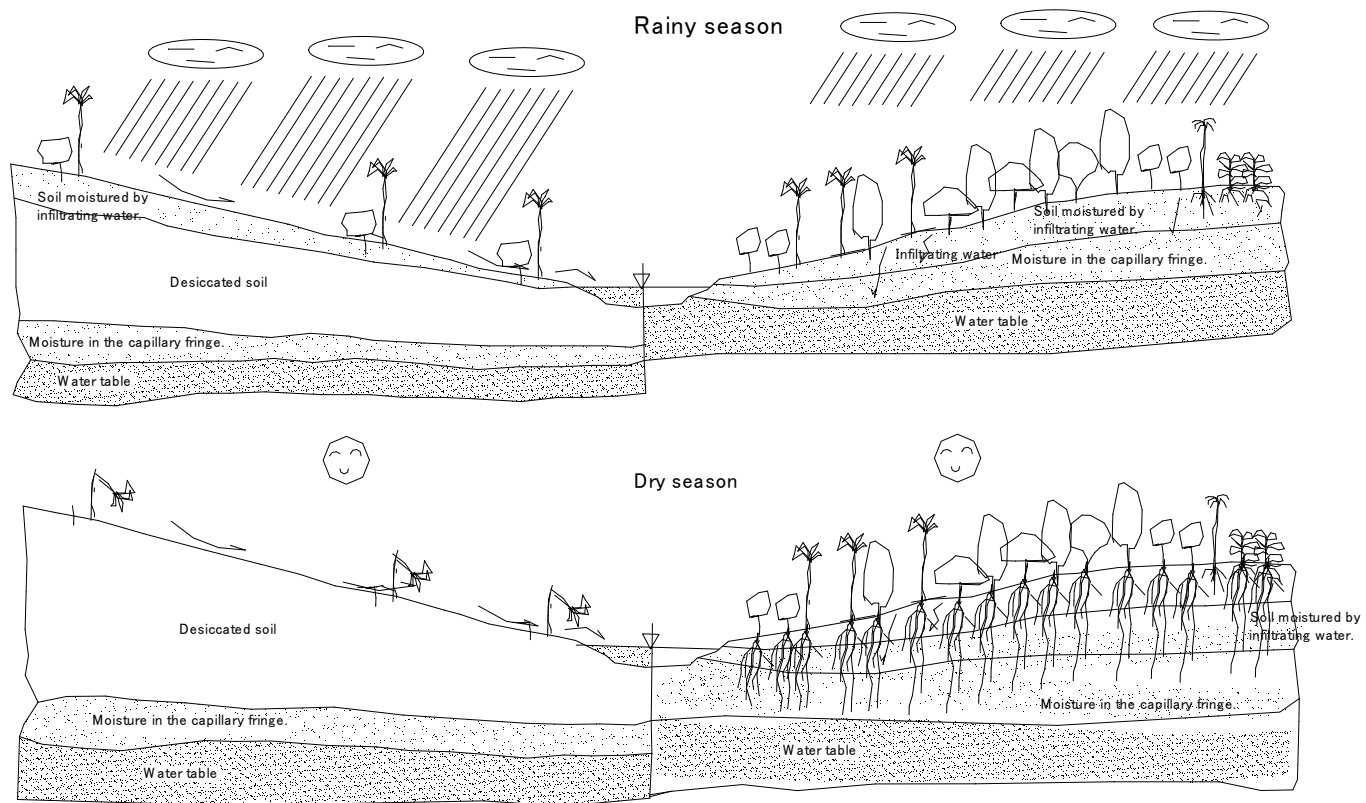 Rainy season
Soil moistured by
infiltrating water.
Soil moistured by
infiltrating water.
Infiltrating water
Moisture in the capillary fringe.
Desiccated soil
Water table
Moisture in the capillary fringe.
Water table
Dry season
Soil moistured by
infiltrating water.
Desiccated soil
Moisture in the capillary fringe.
Moisture in the capillary fringe.
Water table
Water table